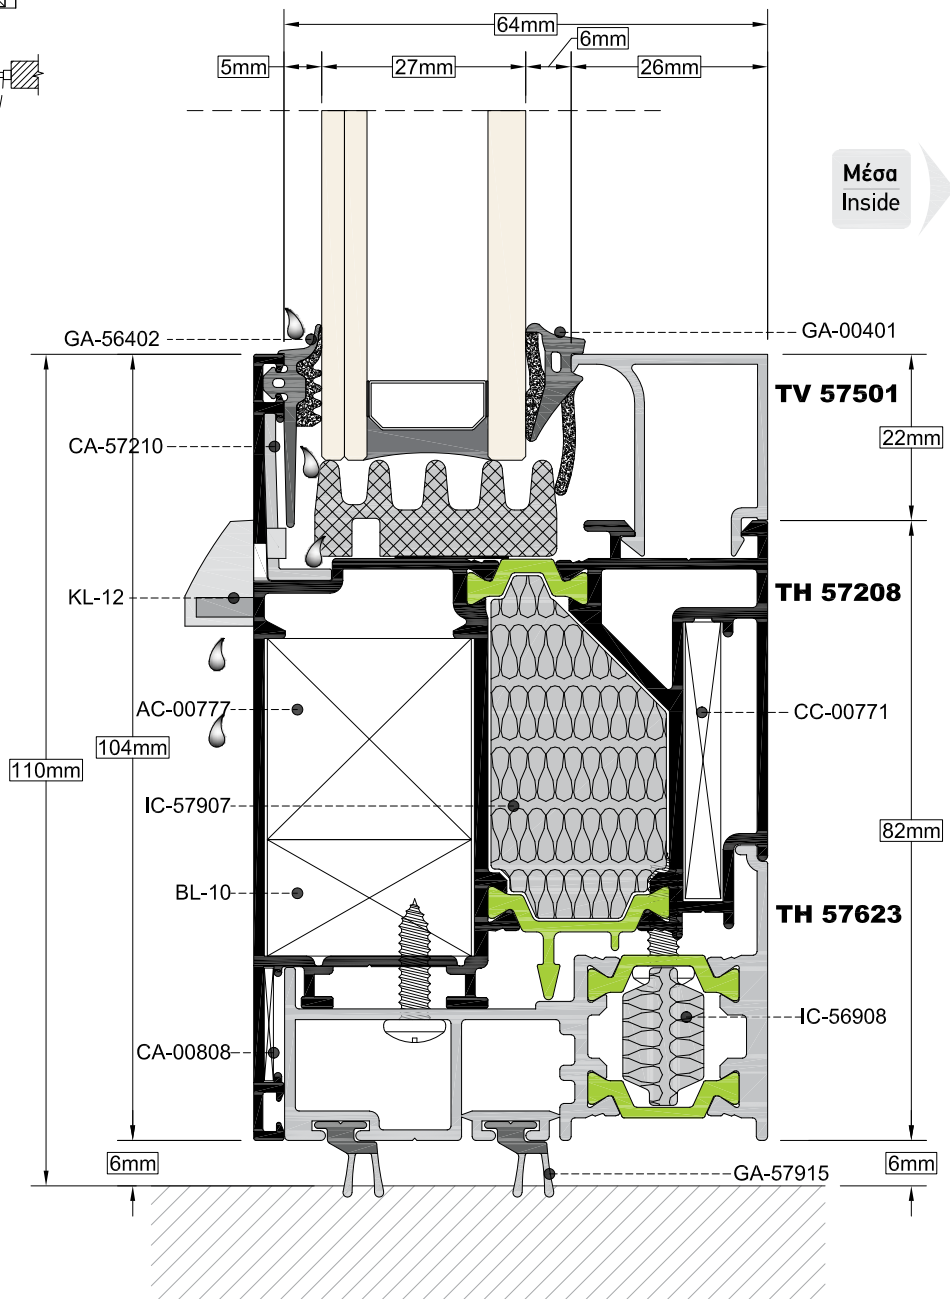 64mm
6mm
5mm
27mm
26mm
Μέσα
Inside
GA-56402
GA-00401
TV 57501
CA-57210
22mm
KL-12
TH 57208
AC-00777
CC-00771
104mm
110mm
IC-57907
82mm
BL-10
TH 57623
IC-56908
CA-00808
6mm
6mm
GA-57915